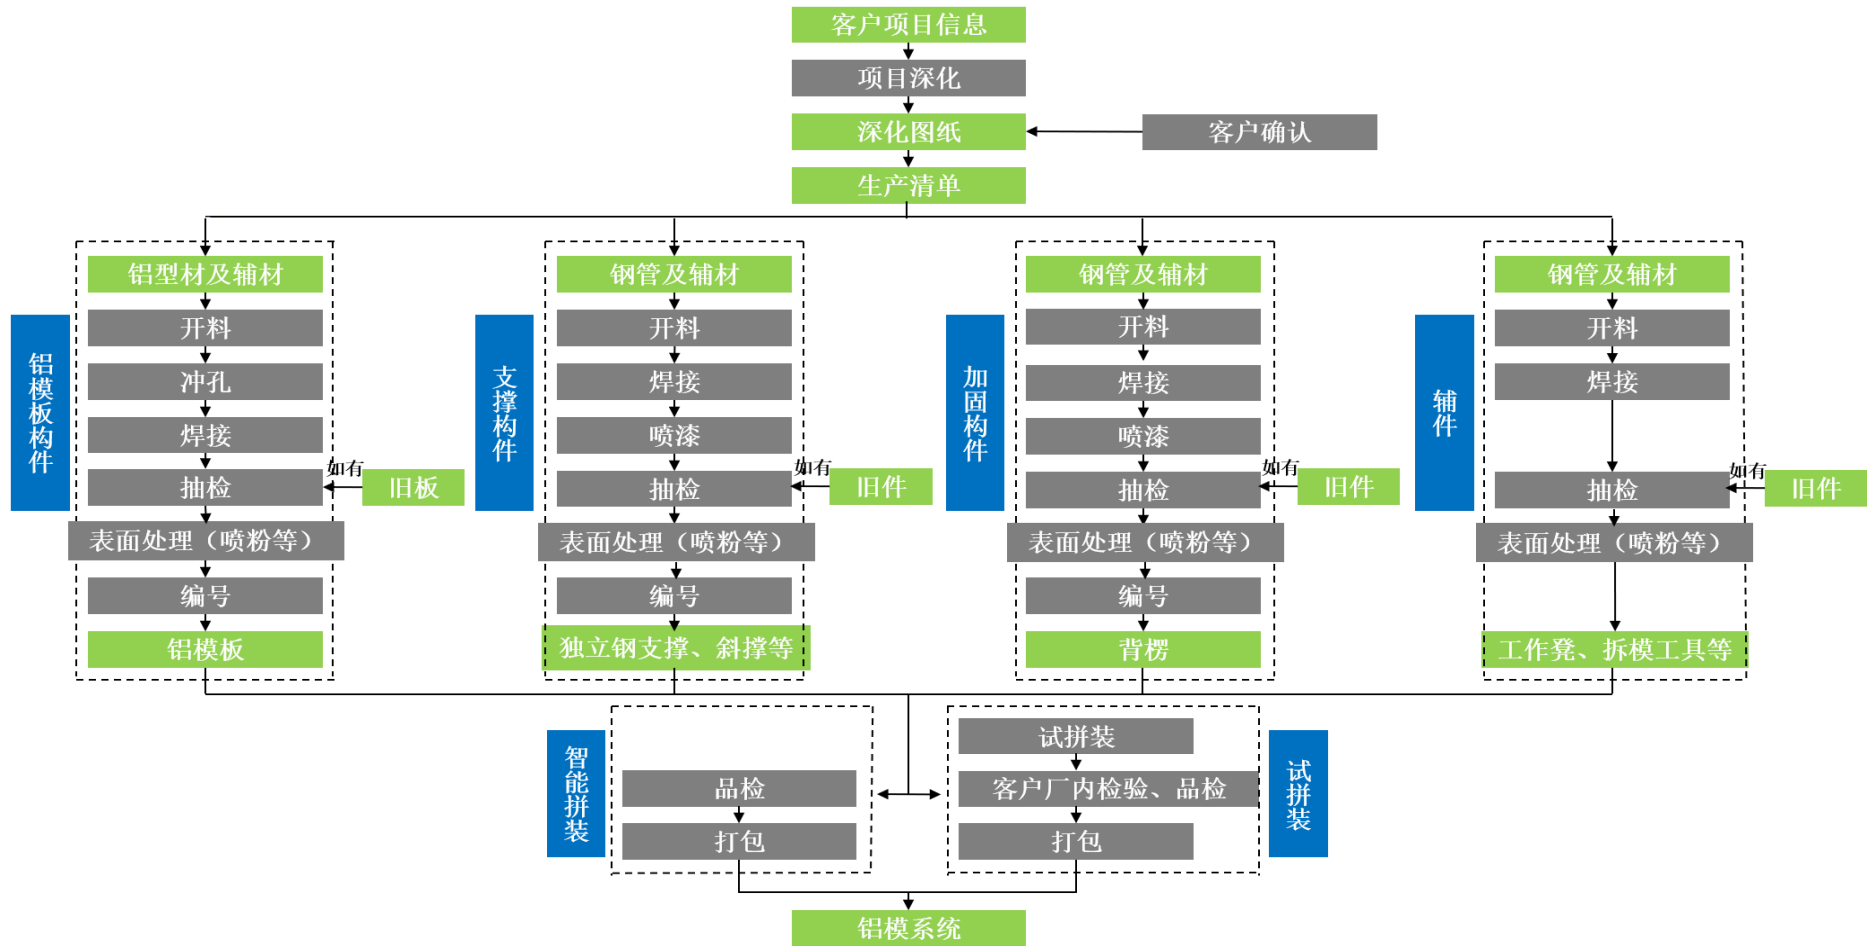 客户项目信息
项目深化
深化图纸
客户确认
生产清单
铝模板构件
铝型材及辅材
开料
冲孔
焊接
抽检
如有
旧板
表面处理（喷粉等）
编号
铝模板
支撑构件
钢管及辅材
开料
焊接
喷漆
抽检
如有
旧件
表面处理（喷粉等）
编号
独立钢支撑、斜撑等
加固构件
钢管及辅材
开料
焊接
喷漆
抽检
如有
旧件
表面处理（喷粉等）
编号
背楞
辅件
钢管及辅材
开料
焊接
抽检
如有
旧件
表面处理（喷粉等）
工作凳、拆模工具等
智能拼装
品检
打包
试拼装
客户厂内检验、品检
打包
试拼装
铝模系统